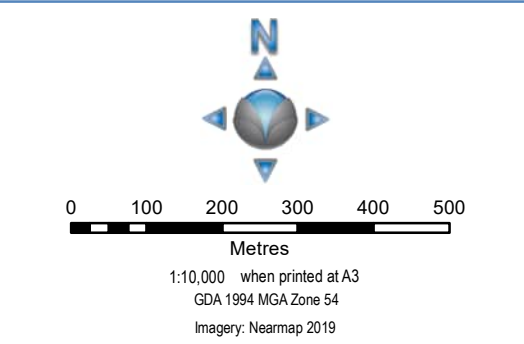 N
0 100 200 300 400 500
Metres
1:10,000 when printed at A3
GDA 1994 MGA Zone 54
Imagery: Nearmap 2019